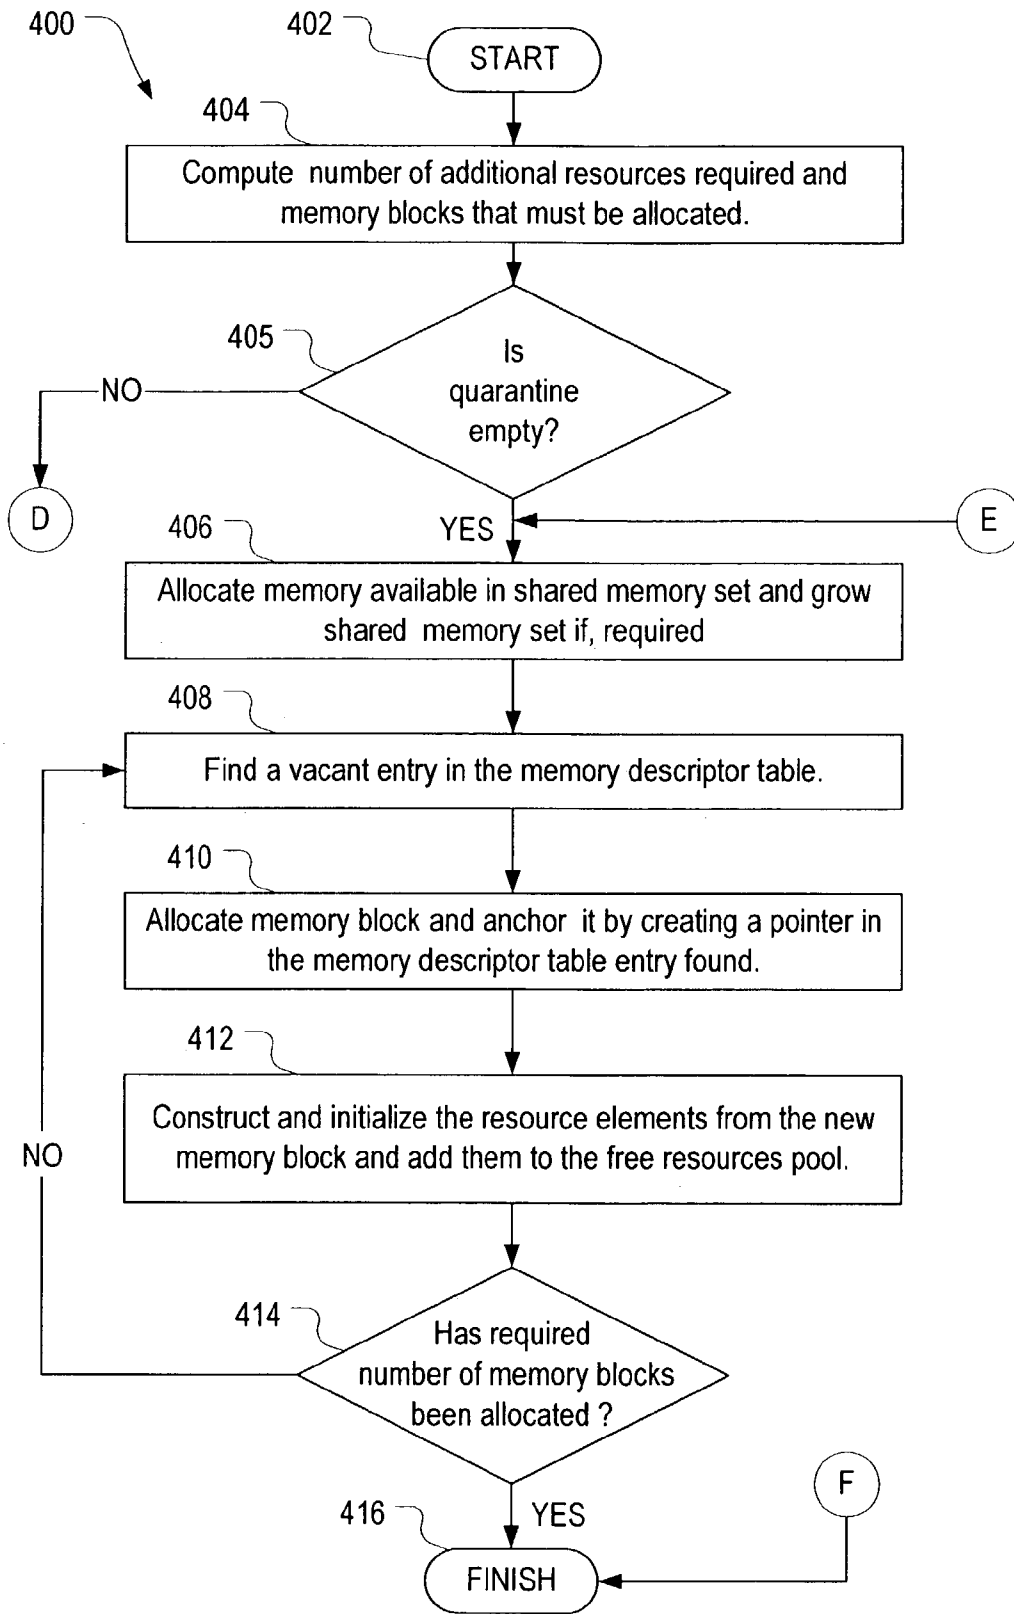 400
402
START
404
Compute number of additional resources required and
memory blocks that must be allocated.
405
Is
quarantine
empty?
NO
D
YES
E
406
Allocate memory available in shared memory set and grow
shared memory set if, required
408
Find a vacant entry in the memory descriptor table.
410
Allocate memory block and anchor it by creating a pointer in
the memory descriptor table entry found.
412
Construct and initialize the resource elements from the new
memory block and add them to the free resources pool.
NO
414
Has required
number of memory blocks
been allocated ?
F
YES
416
FINISH